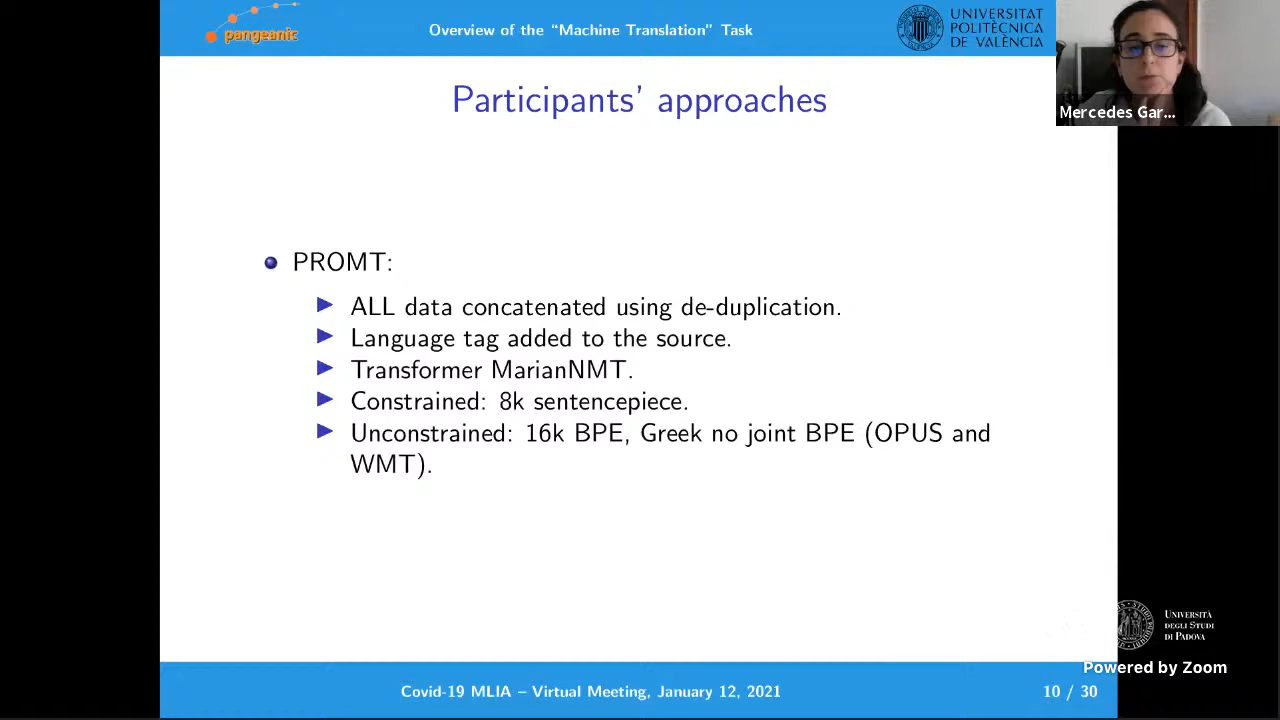 pangeanic
Overview of the “Machine Translation” Task
UNIVERSITAT
POLITÈCNICA
DE VALÈNCIA
Mercedes Gar...
Participants’ approaches
PROMT:
ALL data concatenated using de-duplication.
Language tag added to the source.
Transformer MarianNMT.
Constrained: 8k sentencepiece.
Unconstrained: 16k BPE, Greek no joint BPE (OPUS and
WMT).
UNIVERSITÀ
DEGLI STUDI
DI PADOVA
Powered by Zoom
Covid-19 MLIA – Virtual Meeting, January 12, 2021
10 / 30